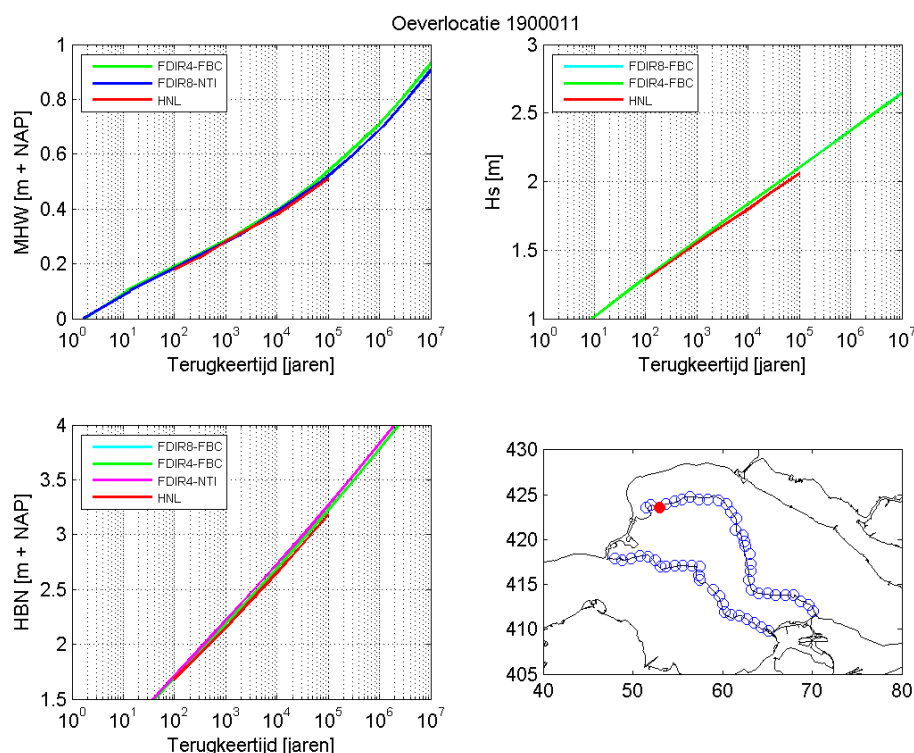 Oeverlocatie 1900011
MHW [m + NAP]
1
0.8
0.6
0.4
0.2
0
FDIR4-FBC
FDIR8-NTI
HNL
10^0 10^1 10^2 10^3 10^4 10^5 10^6 10^7
Terugkeertijd [jaren]
Hs [m]
3
2.5
2
1.5
1
FDIR8-FBC
FDIR4-FBC
HNL
10^0 10^1 10^2 10^3 10^4 10^5 10^6 10^7
Terugkeertijd [jaren]
HBN [m + NAP]
4
3.5
3
2.5
2
1.5
FDIR8-FBC
FDIR4-FBC
FDIR4-NTI
HNL
10^0 10^1 10^2 10^3 10^4 10^5 10^6 10^7
Terugkeertijd [jaren]
430
425
420
415
410
405
40 50 60 70 80